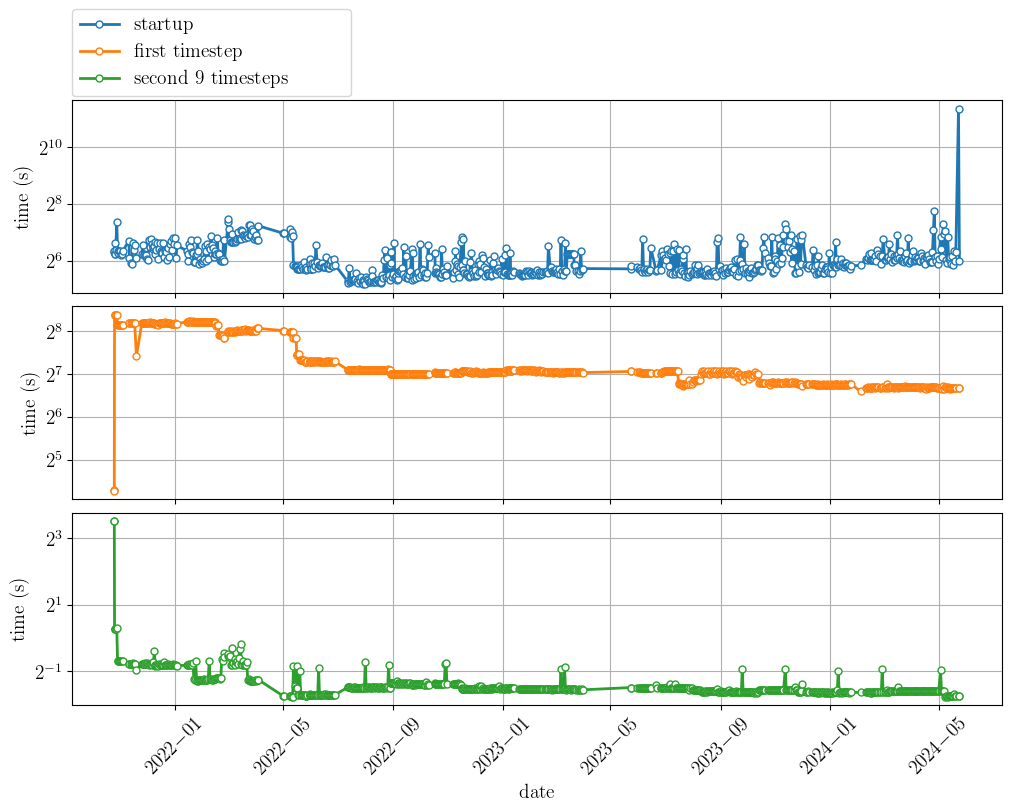 startup
first timestep
second 9 timesteps
time (s)
2^10
2^8
2^6
time (s)
2^8
2^7
2^6
2^5
time (s)
2^3
2^1
2^−1
2022−01
2022−05
2022−09
2023−01
2023−05
2023−09
2024−01
2024−05
date